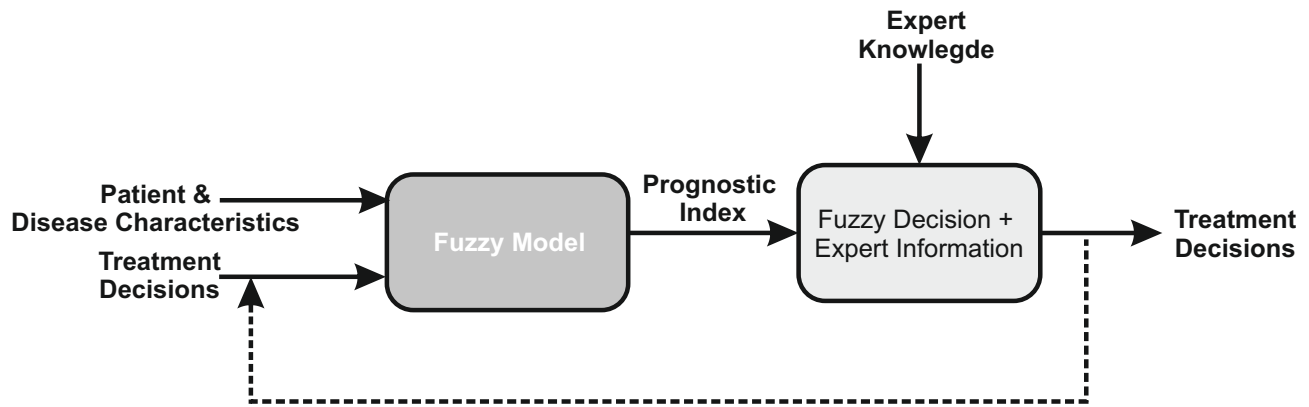 Expert
Knowlegde
Patient &
Disease Characteristics
Treatment
Decisions
Fuzzy Model
Prognostic
Index
Fuzzy Decision +
Expert Information
Treatment
Decisions